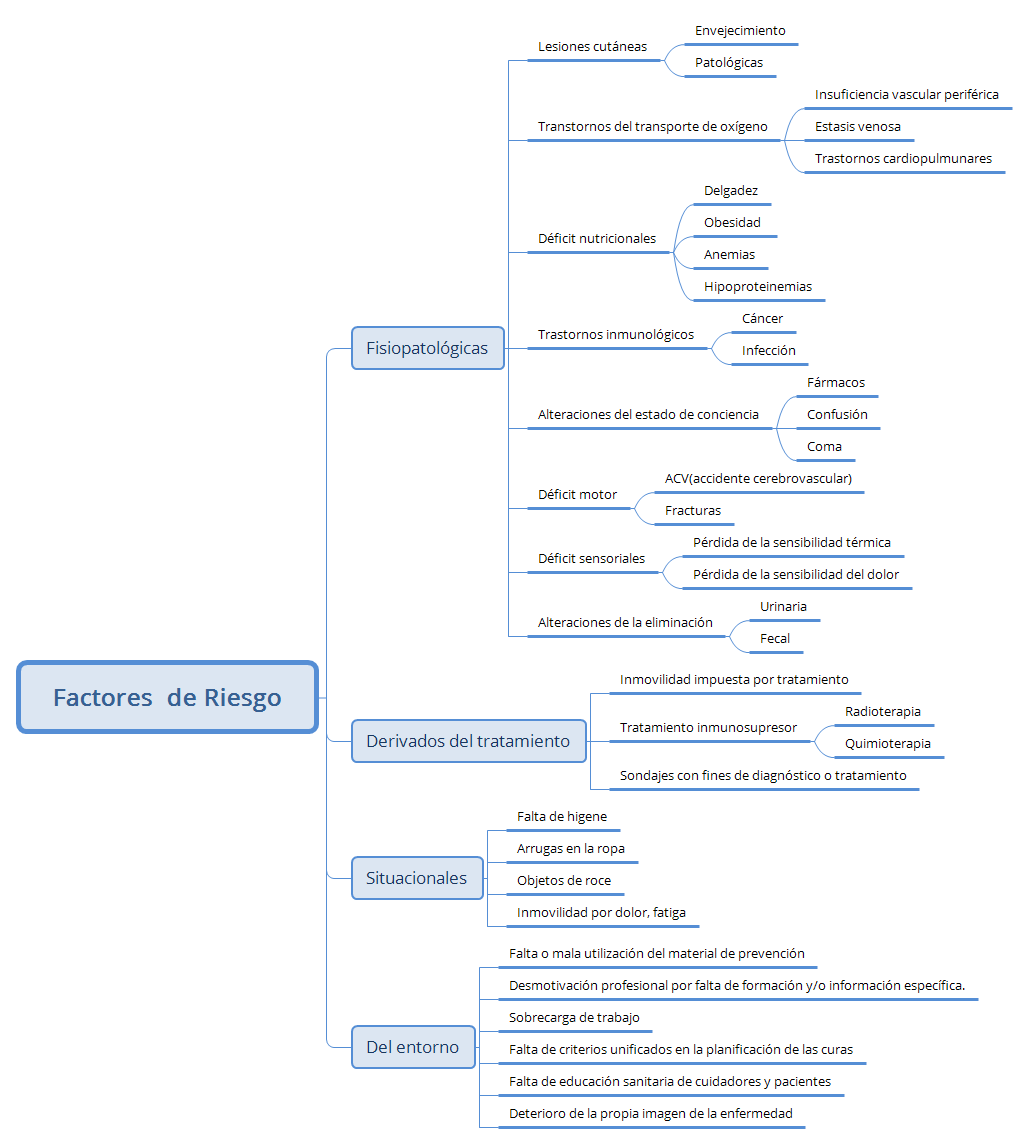 Factores  de Riesgo
Fisiopatológicas
Lesiones cutáneas
Envejecimiento
Patológicas
Transtornos del transporte de oxígeno
Insuficiencia vascular periférica
Estasis venosa
Trastornos cardiopulmunares
Déficit nutricionales
Delgadez
Obesidad
Anemias
Hipoproteinemias
Trastornos inmunológicos
Cáncer
Infección
Alteraciones del estado de conciencia
Fármacos
Confusión
Coma
Déficit motor
ACV(accidente cerebrovascular)
Fracturas
Déficit sensoriales
Pérdida de la sensibilidad térmica
Pérdida de la sensibilidad del dolor
Alteraciones de la eliminación
Urinaria
Fecal
Derivados del tratamiento
Inmovilidad impuesta por tratamiento
Tratamiento inmunosupresor
Radioterapia
Quimioterapia
Sondajes con fines de diagnóstico o tratamiento
Situacionales
Falta de higene
Arrugas en la ropa
Objetos de roce
Inmovilidad por dolor, fatiga
Del entorno
Falta o mala utilización del material de prevención
Desmotivación profesional por falta de formación y/o información específica.
Sobrecarga de trabajo
Falta de criterios unificados en la planificación de las curas
Falta de educación sanitaria de cuidadores y pacientes
Deterioro de la propia imagen de la enfermedad